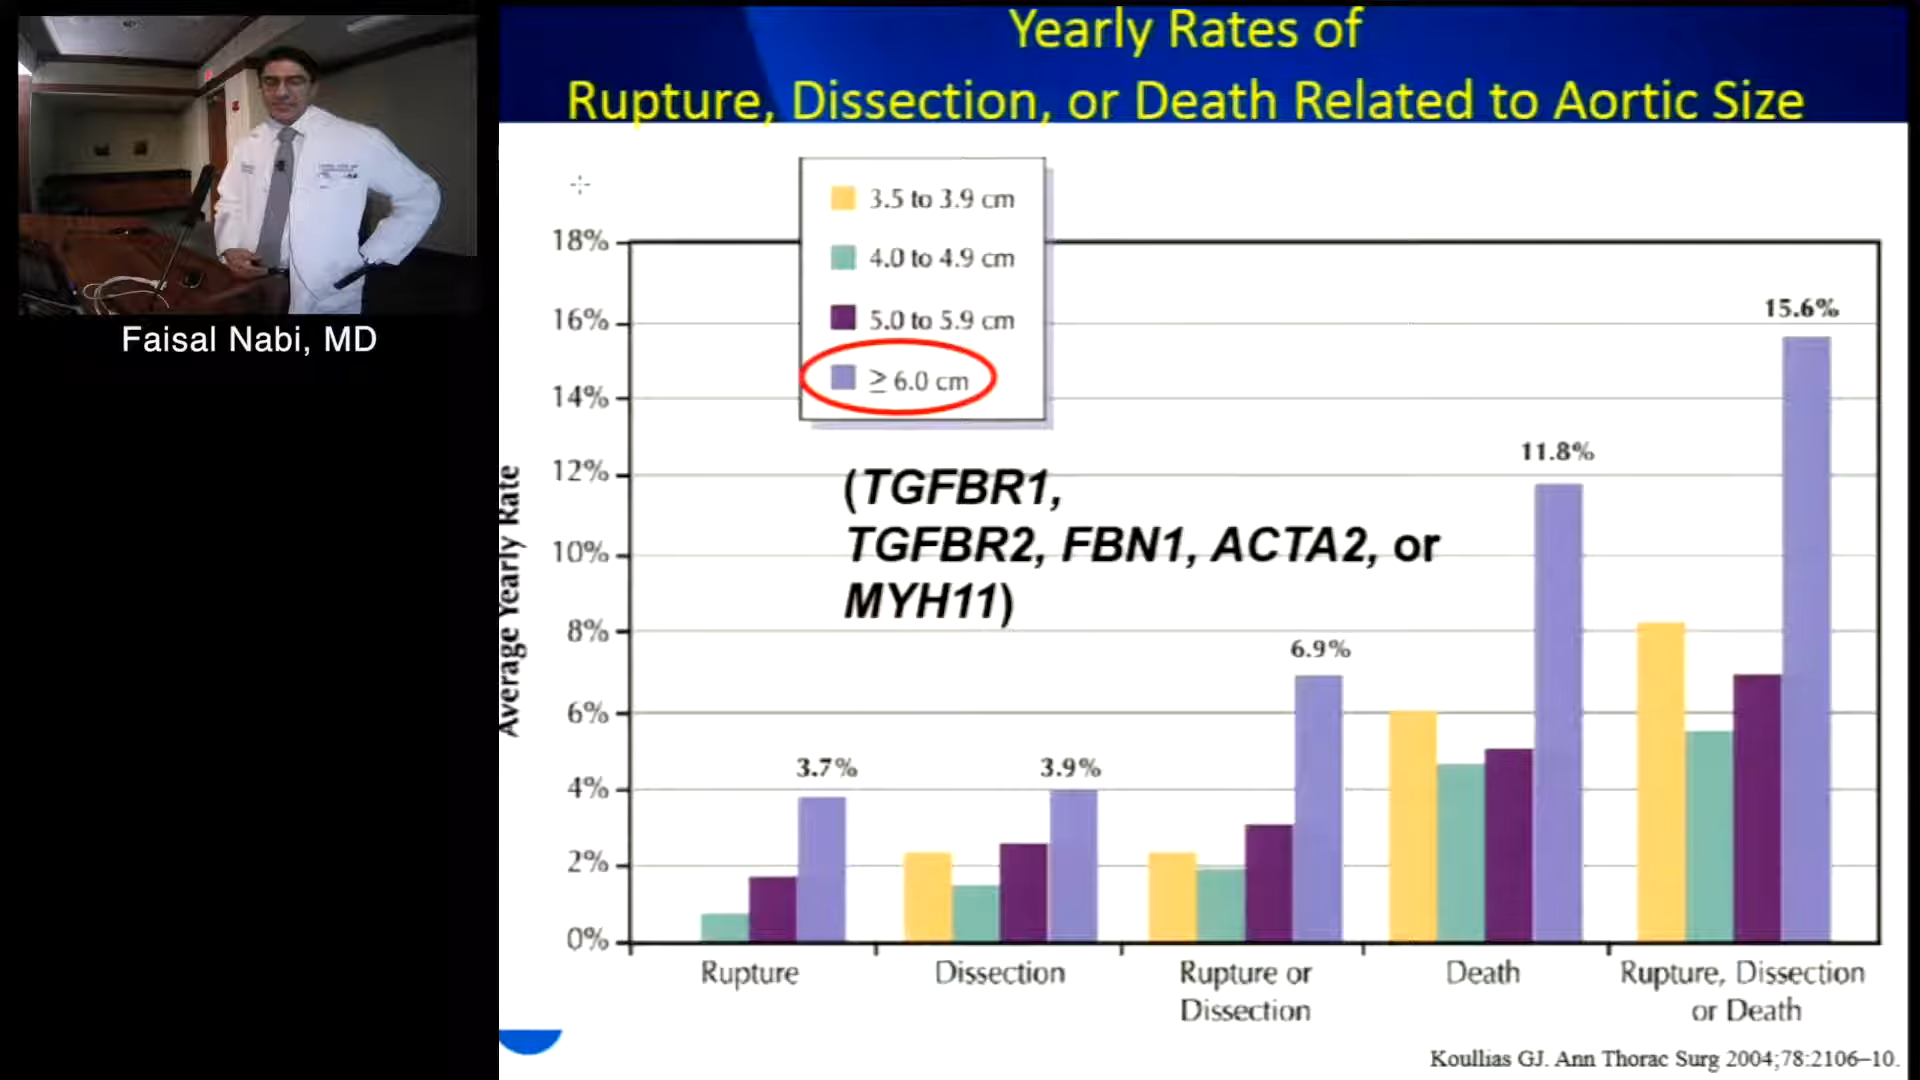 Yearly Rates of
Rupture, Dissection, or Death Related to Aortic Size
Faisal Nabi, MD
3.5 to 3.9 cm
4.0 to 4.9 cm
5.0 to 5.9 cm
≥ 6.0 cm
Average Yearly Rate
18%
16%
14%
12%
10%
8%
6%
4%
2%
0%
(TGFBR1,
TGFBR2, FBN1, ACTA2, or
MYH11)
3.7%
3.9%
6.9%
11.8%
15.6%
Rupture
Dissection
Rupture or
Dissection
Death
Rupture, Dissection
or Death
Koullias GJ. Ann Thorac Surg 2004;78:2106–10.